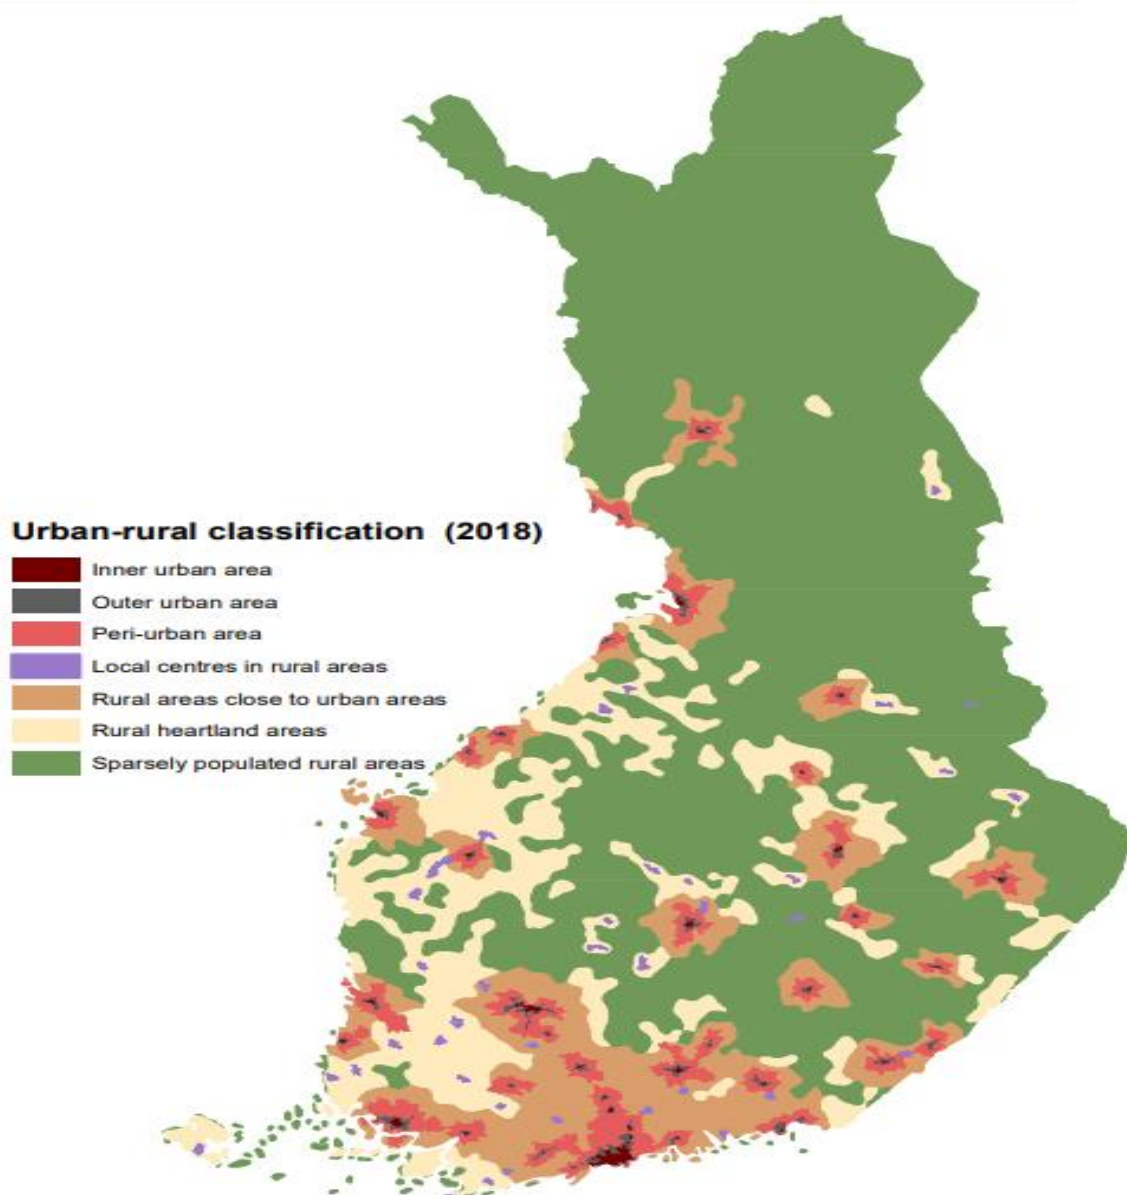 Urban-rural classification (2018)
Inner urban area
Outer urban area
Peri-urban area
Local centres in rural areas
Rural areas close to urban areas
Rural heartland areas
Sparsely populated rural areas